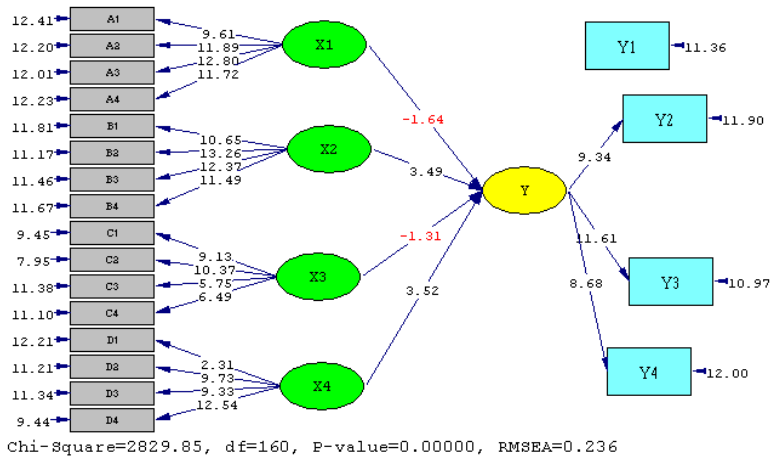 12.41 A1
12.20 A2
12.01 A3
12.23 A4
11.81 B1
11.17 B2
11.46 B3
11.67 B4
9.45 C1
7.95 C2
11.38 C3
11.10 C4
12.21 D1
11.21 D2
11.34 D3
9.44 D4
9.61
11.89
12.80
11.72
10.65
13.26
12.37
11.49
9.13
10.37
5.75
6.49
2.31
9.73
9.33
12.54
X1
X2
X3
X4
-1.64
3.49
-1.31
3.52
Y
9.34
11.61
8.68
Y1 11.36
Y2 11.90
Y3 10.97
Y4 12.00
Chi-Square=2829.85, df=160, P-value=0.00000, RMSEA=0.236